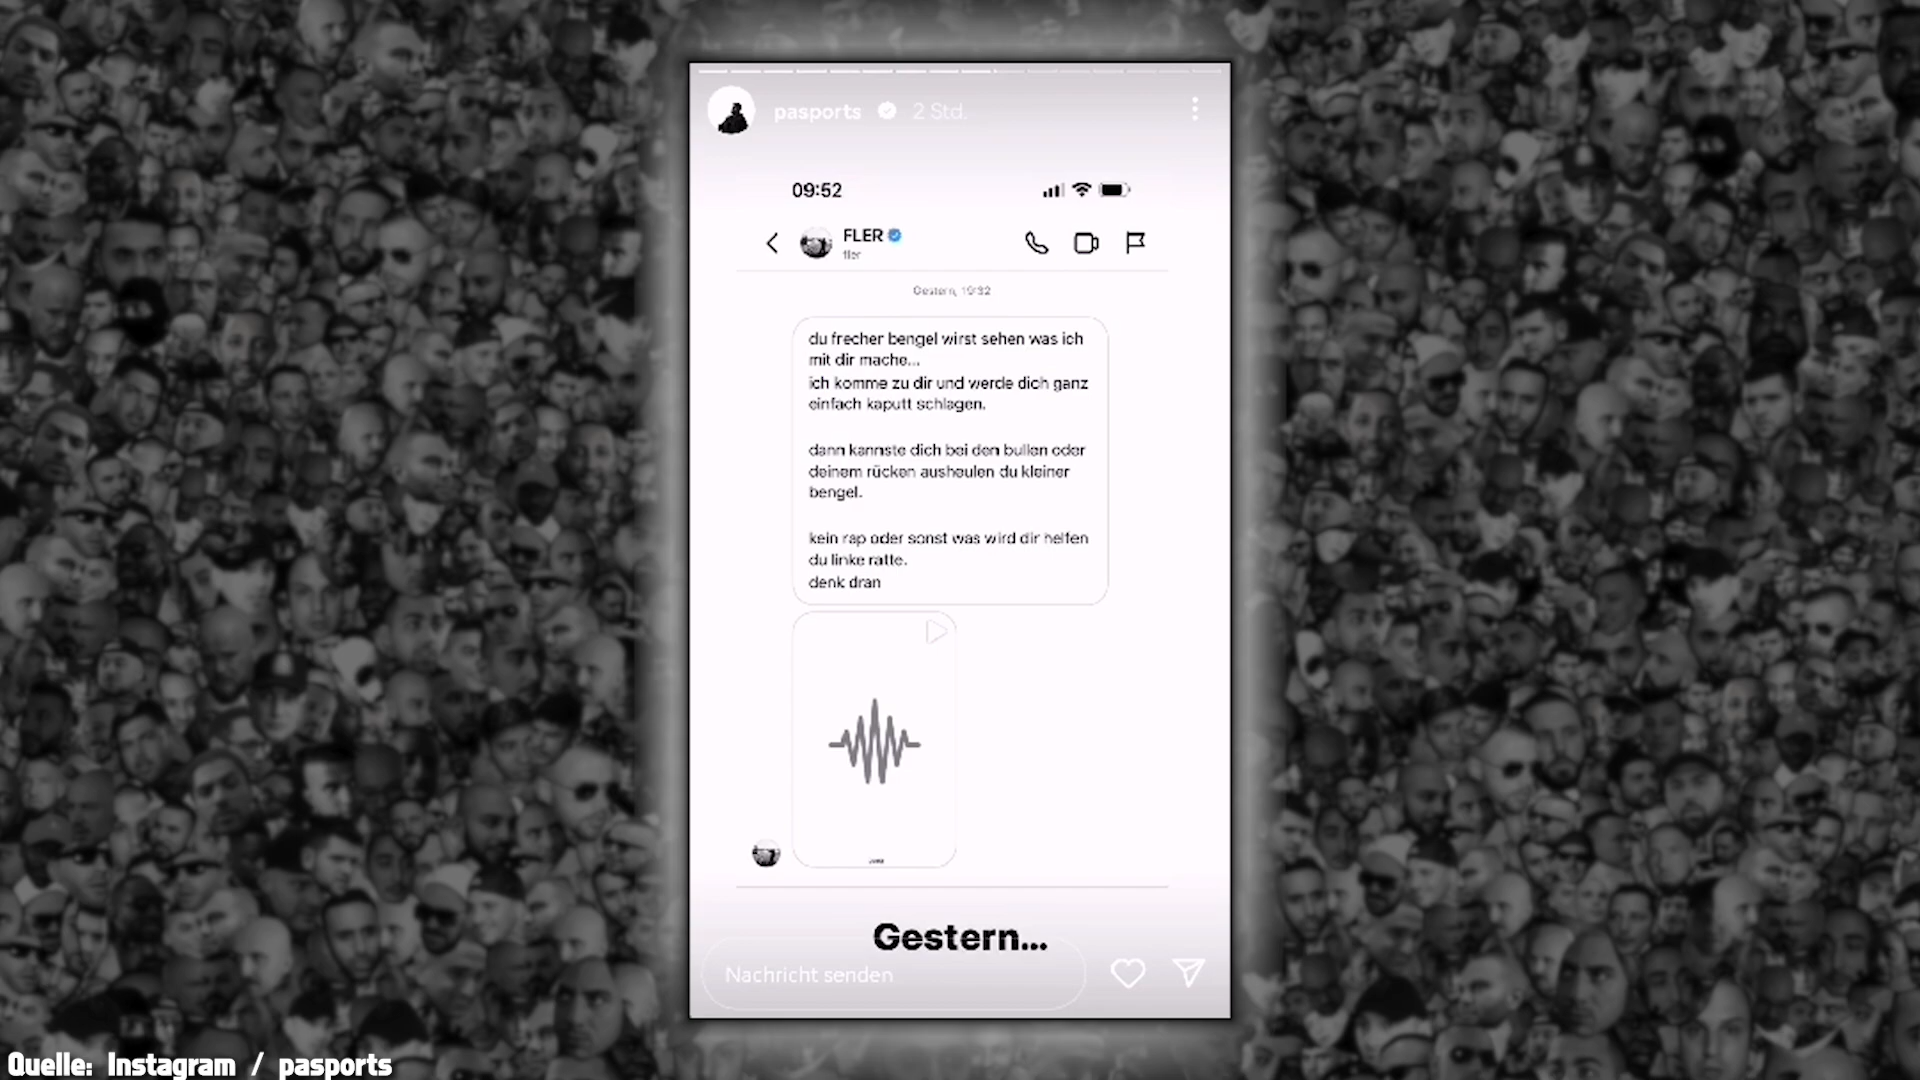 pasports 2 Std.
09:52
FLER
fler
Gestern, 19:32
du frecher bengel wirst sehen was ich
mit dir mache...
ich komme zu dir und werde dich ganz
einfach kaputt schlagen.
dann kannste dich bei den bullen oder
deinem rücken ausheulen du kleiner
bengel.
kein rap oder sonst was wird dir helfen
du linke ratte.
denk dran
Gestern...
Nachricht senden
Quelle: Instagram / pasports